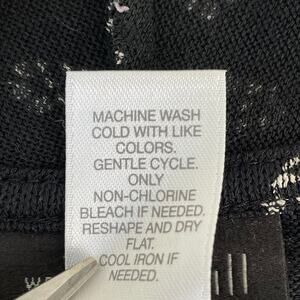 MACHINE WASH
COLD WITH LIKE
COLORS.
GENTLE CYCLE.
ONLY
NON-CHLORINE
BLEACH IF NEEDED.
RESHAPE AND DRY
FLAT.
COOL IRON IF
NEEDED.